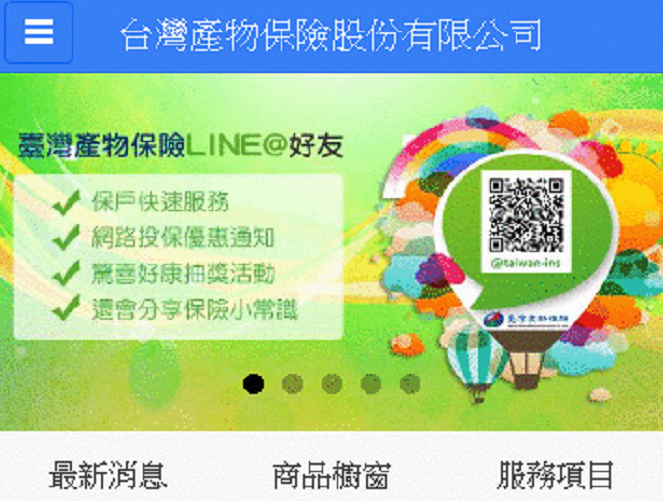 台灣產物保險股份有限公司
臺灣產物保險LINE@好友
保戶快速服務
網路投保優惠通知
驚喜好康抽獎活動
還會分享保險小常識
@taiwan-ins
臺灣產物保險
最新消息
商品櫥窗
服務項目